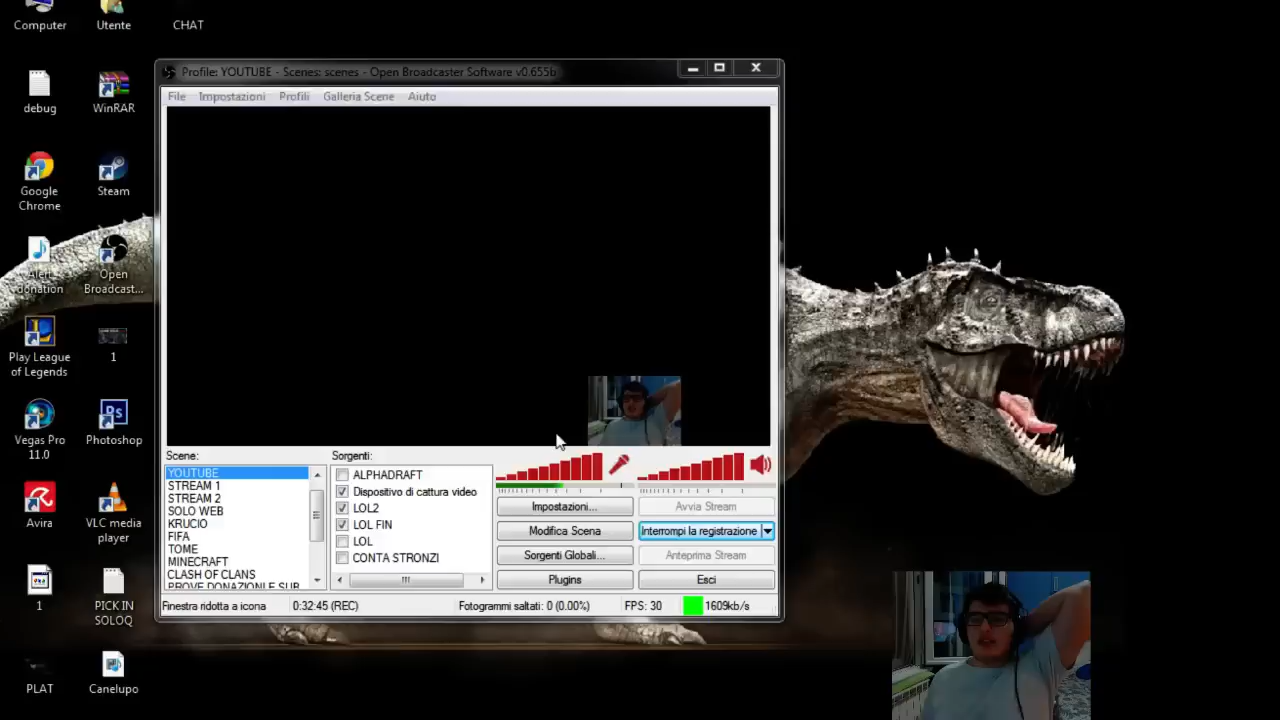 Computer
Utente
CHAT
debug
WinRAR
Google
Chrome
Steam
donation
Open
Broadcast...
Play League
of Legends
1
Vegas Pro
11.0
Photoshop
Avira
VLC media
player
1
PICK IN
SOLOQ
PLAT
Canelupo
Profile: YOUTUBE - Scenes: scenes - Open Broadcaster Software v0.655b
File Impostazioni Profili Galleria Scene Aiuto
Scene:
YOUTUBE
STREAM 1
STREAM 2
SOLO WEB
KRUCIO
FIFA
TOME
MINECRAFT
CLASH OF CLANS
PROVE DONAZIONE SUB
Sorgenti:
ALPHADRAFT
Dispositivo di cattura video
LOL2
LOL FIN
LOL
CONTA STRONZI
Impostazioni...
Avvia Stream
Modifica Scena
Interrompi la registrazione
Sorgenti Globali...
Anteprima Stream
Plugins
Esci
Finestra ridotta a icona
0:32:45 (REC)
Fotogrammi saltati: 0 (0.00%)
FPS: 30
1609kb/s